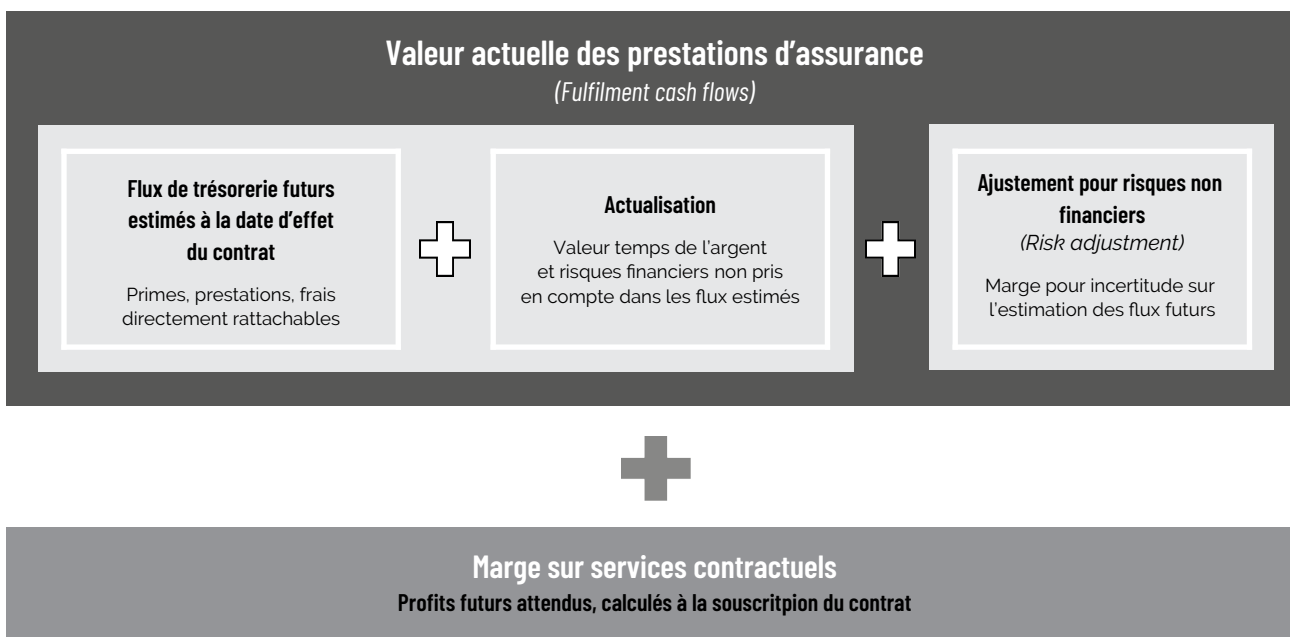 Valeur actuelle des prestations d’assurance
(Fulfilment cash flows)
Flux de trésorerie futurs
estimés à la date d’effet
du contrat
Primes, prestations, frais
directement rattachables
Actualisation
Valeur temps de l’argent
et risques financiers non pris
en compte dans les flux estimés
Ajustement pour risques non
financiers
(Risk adjustment)
Marge pour incertitude sur
l’estimation des flux futurs
Marge sur services contractuels
Profits futurs attendus, calculés à la souscritpion du contrat